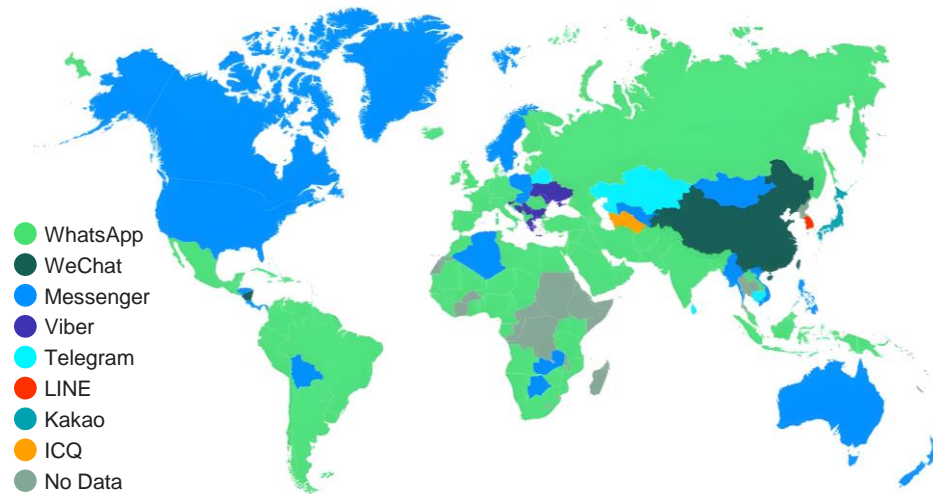 WhatsApp
WeChat
Messenger
Viber
Telegram
LINE
Kakao
ICQ
No Data